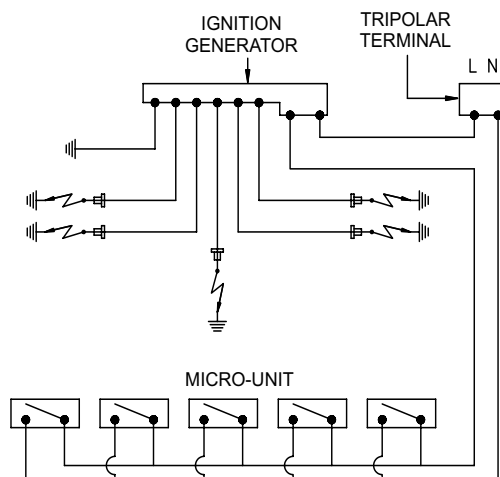 IGNITION
GENERATOR
TRIPOLAR
TERMINAL
L N
MICRO-UNIT